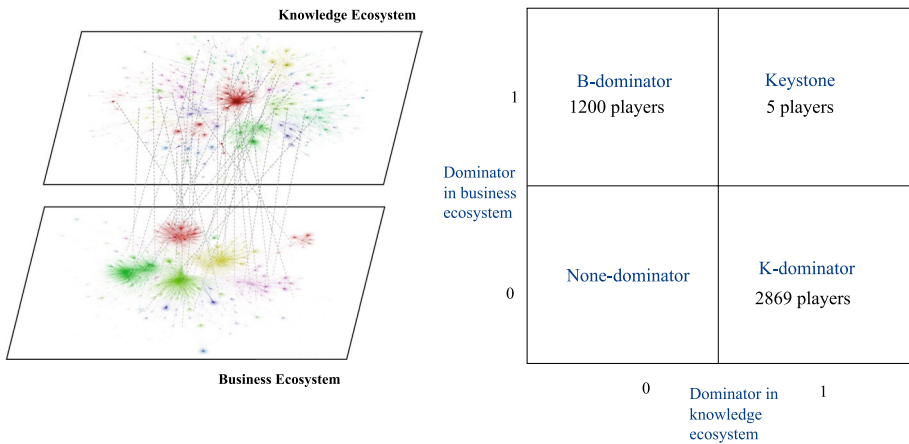 Knowledge Ecosystem
Business Ecosystem
B-dominator
1200 players
Keystone
5 players
1
Dominator
in business
ecosystem
None-dominator
K-dominator
2869 players
0
0
Dominator in
knowledge
ecosystem
1